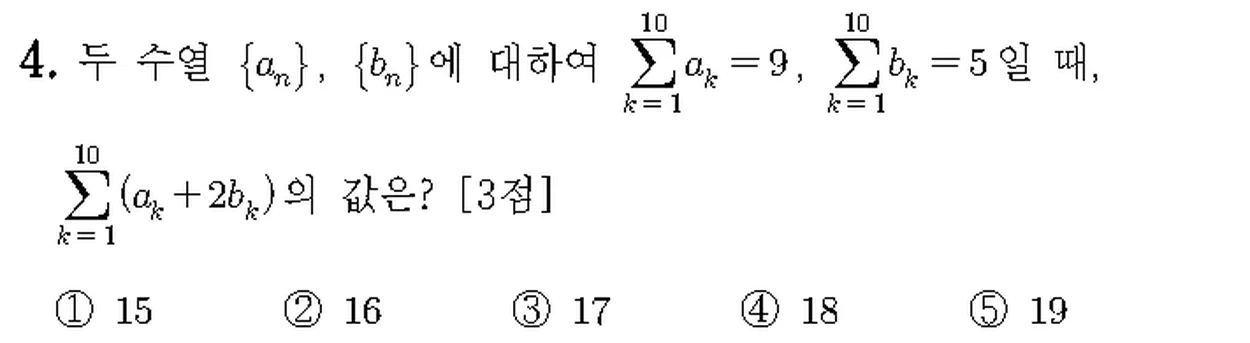 4. 두 수열 {aₙ}, {bₙ}에 대하여 ∑_{k=1}^{10} aₖ = 9, ∑_{k=1}^{10} bₖ = 5일 때,
∑_{k=1}^{10} (aₖ + 2bₖ)의 값은? [3점]
① 15 ② 16 ③ 17 ④ 18 ⑤ 19